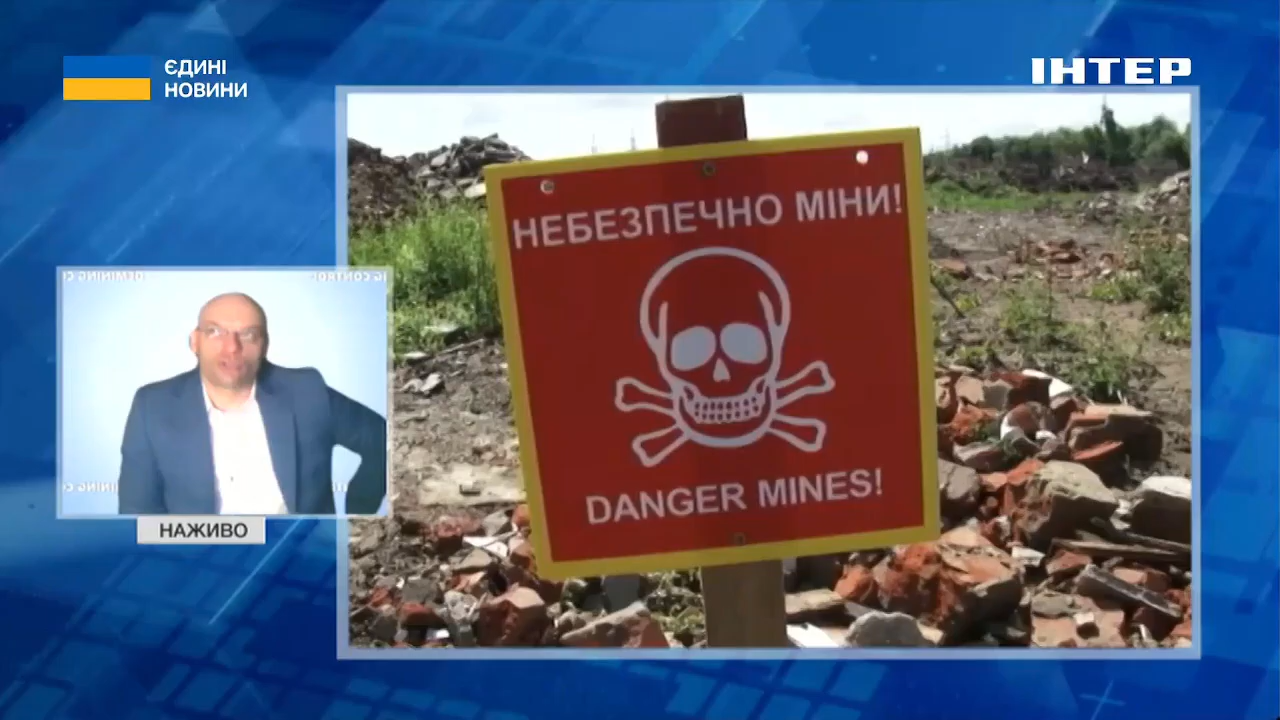 ЄДИНІ
НОВИНИ
ІНТЕР
НЕБЕЗПЕЧНО МІНИ!
DANGER MINES!
НАЖИВО